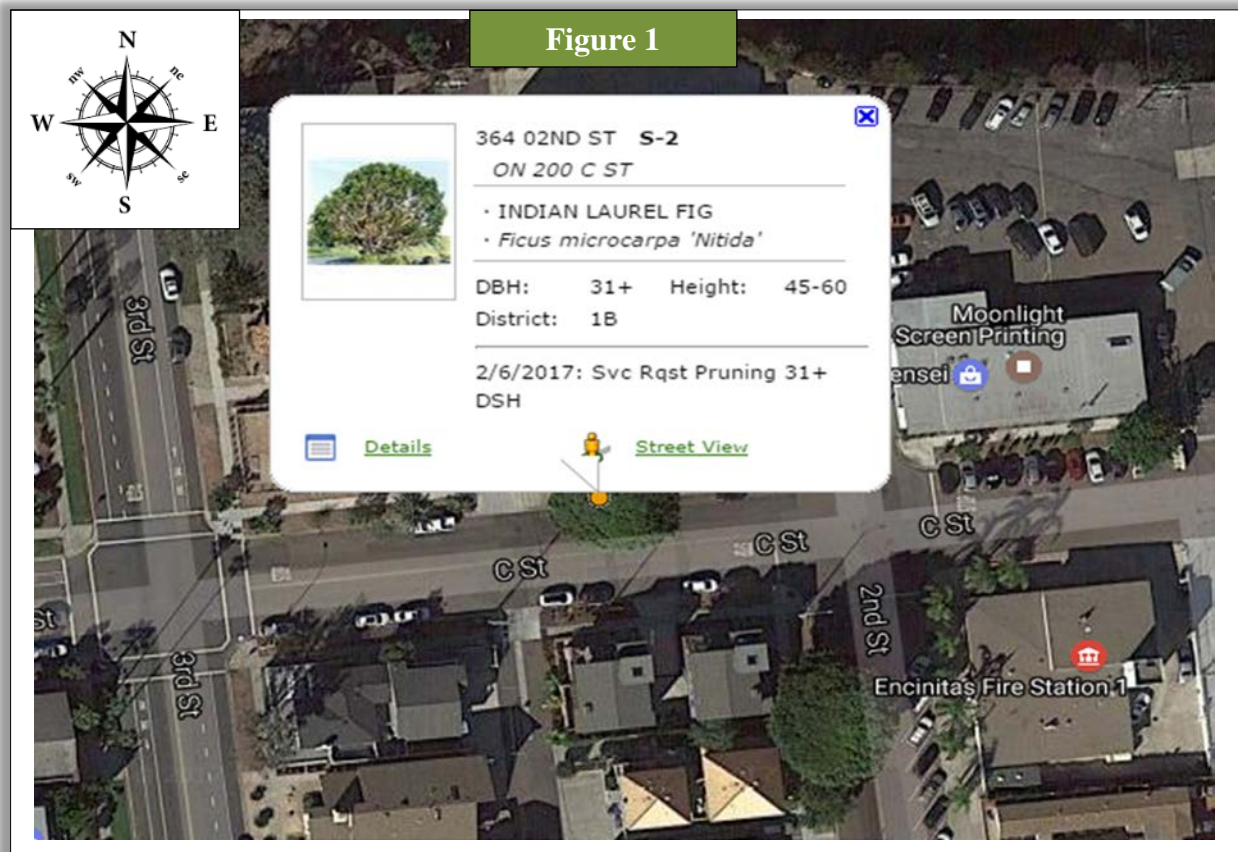 Figure 1
N
nw
ne
W
E
sw
se
S
364 02ND ST S-2
ON 200 C ST
· INDIAN LAUREL FIG
· Ficus microcarpa 'Nitida'
DBH: 31+ Height: 45-60
District: 1B
2/6/2017: Svc Rqst Pruning 31+
DSH
Details
Street View
3rd St
Moonlight
Screen Printing
ensei
C St
C St
C St
St
2nd St
3rd St
Encinitas Fire Station 1